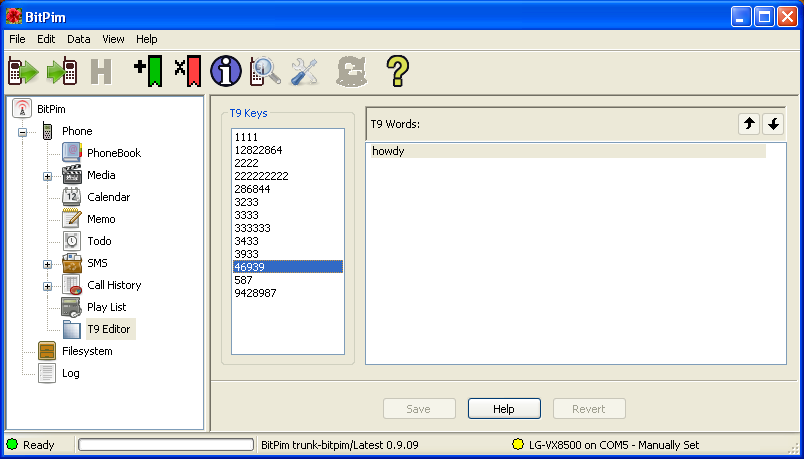 BitPim
File Edit Data View Help
BitPim
Phone
PhoneBook
Media
Calendar
Memo
Todo
SMS
Call History
Play List
T9 Editor
Filesystem
Log
T9 Keys
1111
12822864
2222
222222222
286844
3233
3333
333333
3433
3933
46939
587
9428987
T9 Words:
howdy
Save Help Revert
Ready BitPim trunk-bitpim/Latest 0.9.09 LG-VX8500 on COM5 - Manually Set